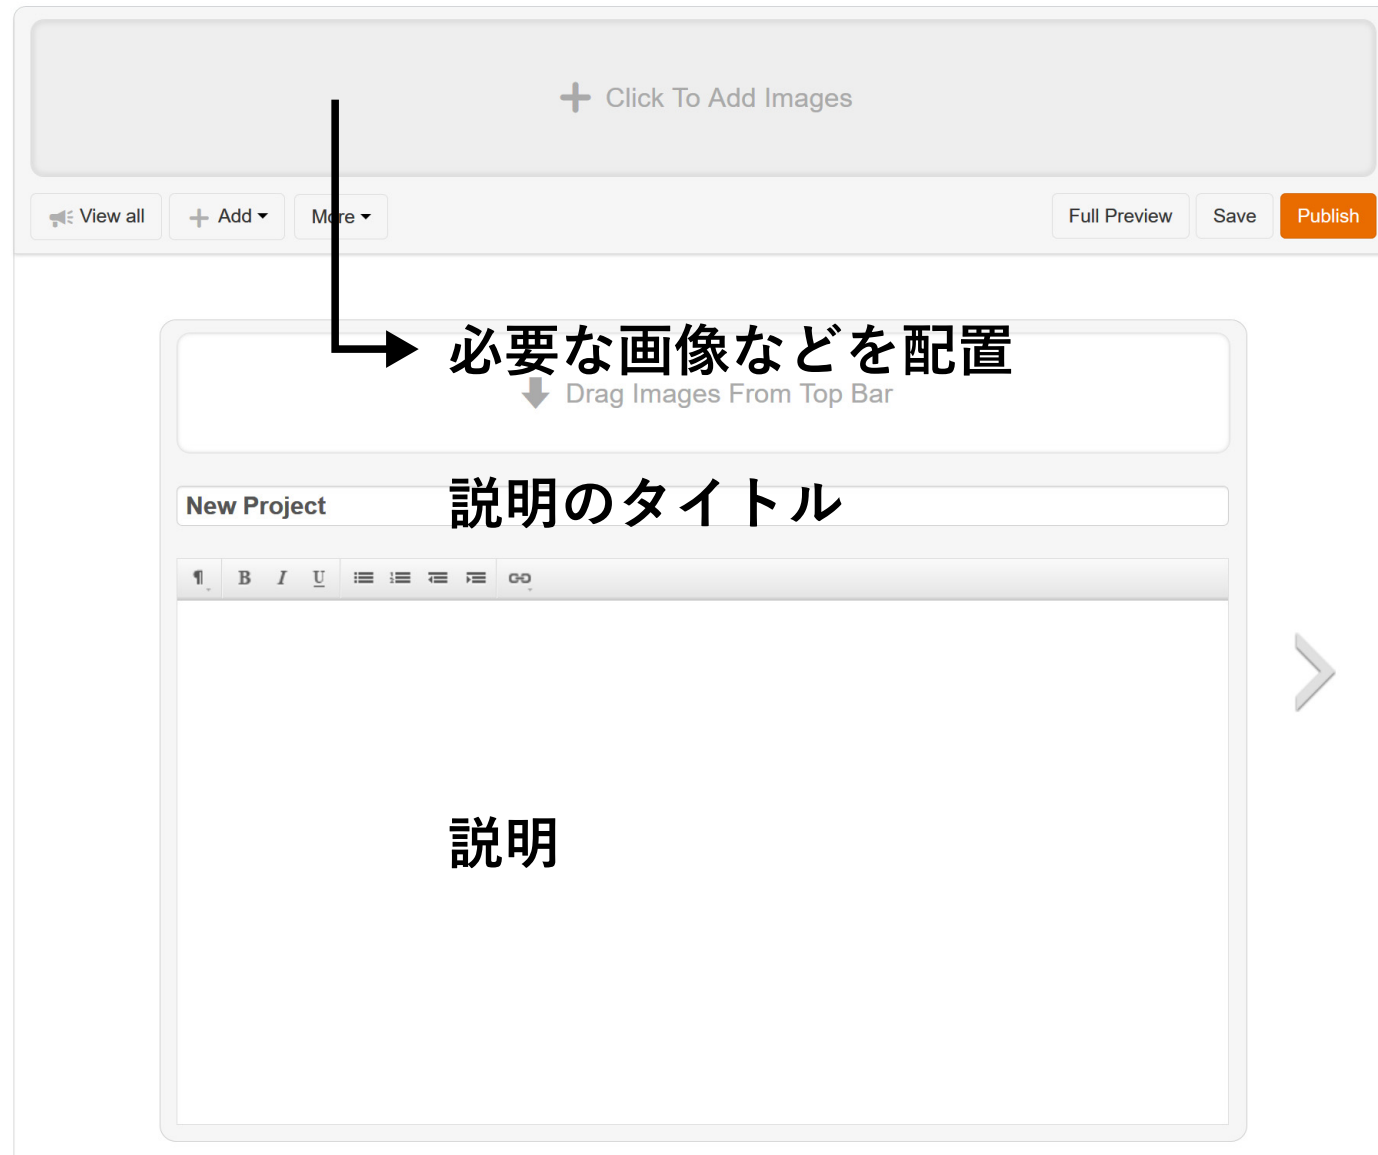 Click To Add Images
View all Add More Full Preview Save Publish
必要な画像などを配置
Drag Images From Top Bar
New Project 説明のタイトル
¶ B I U
説明